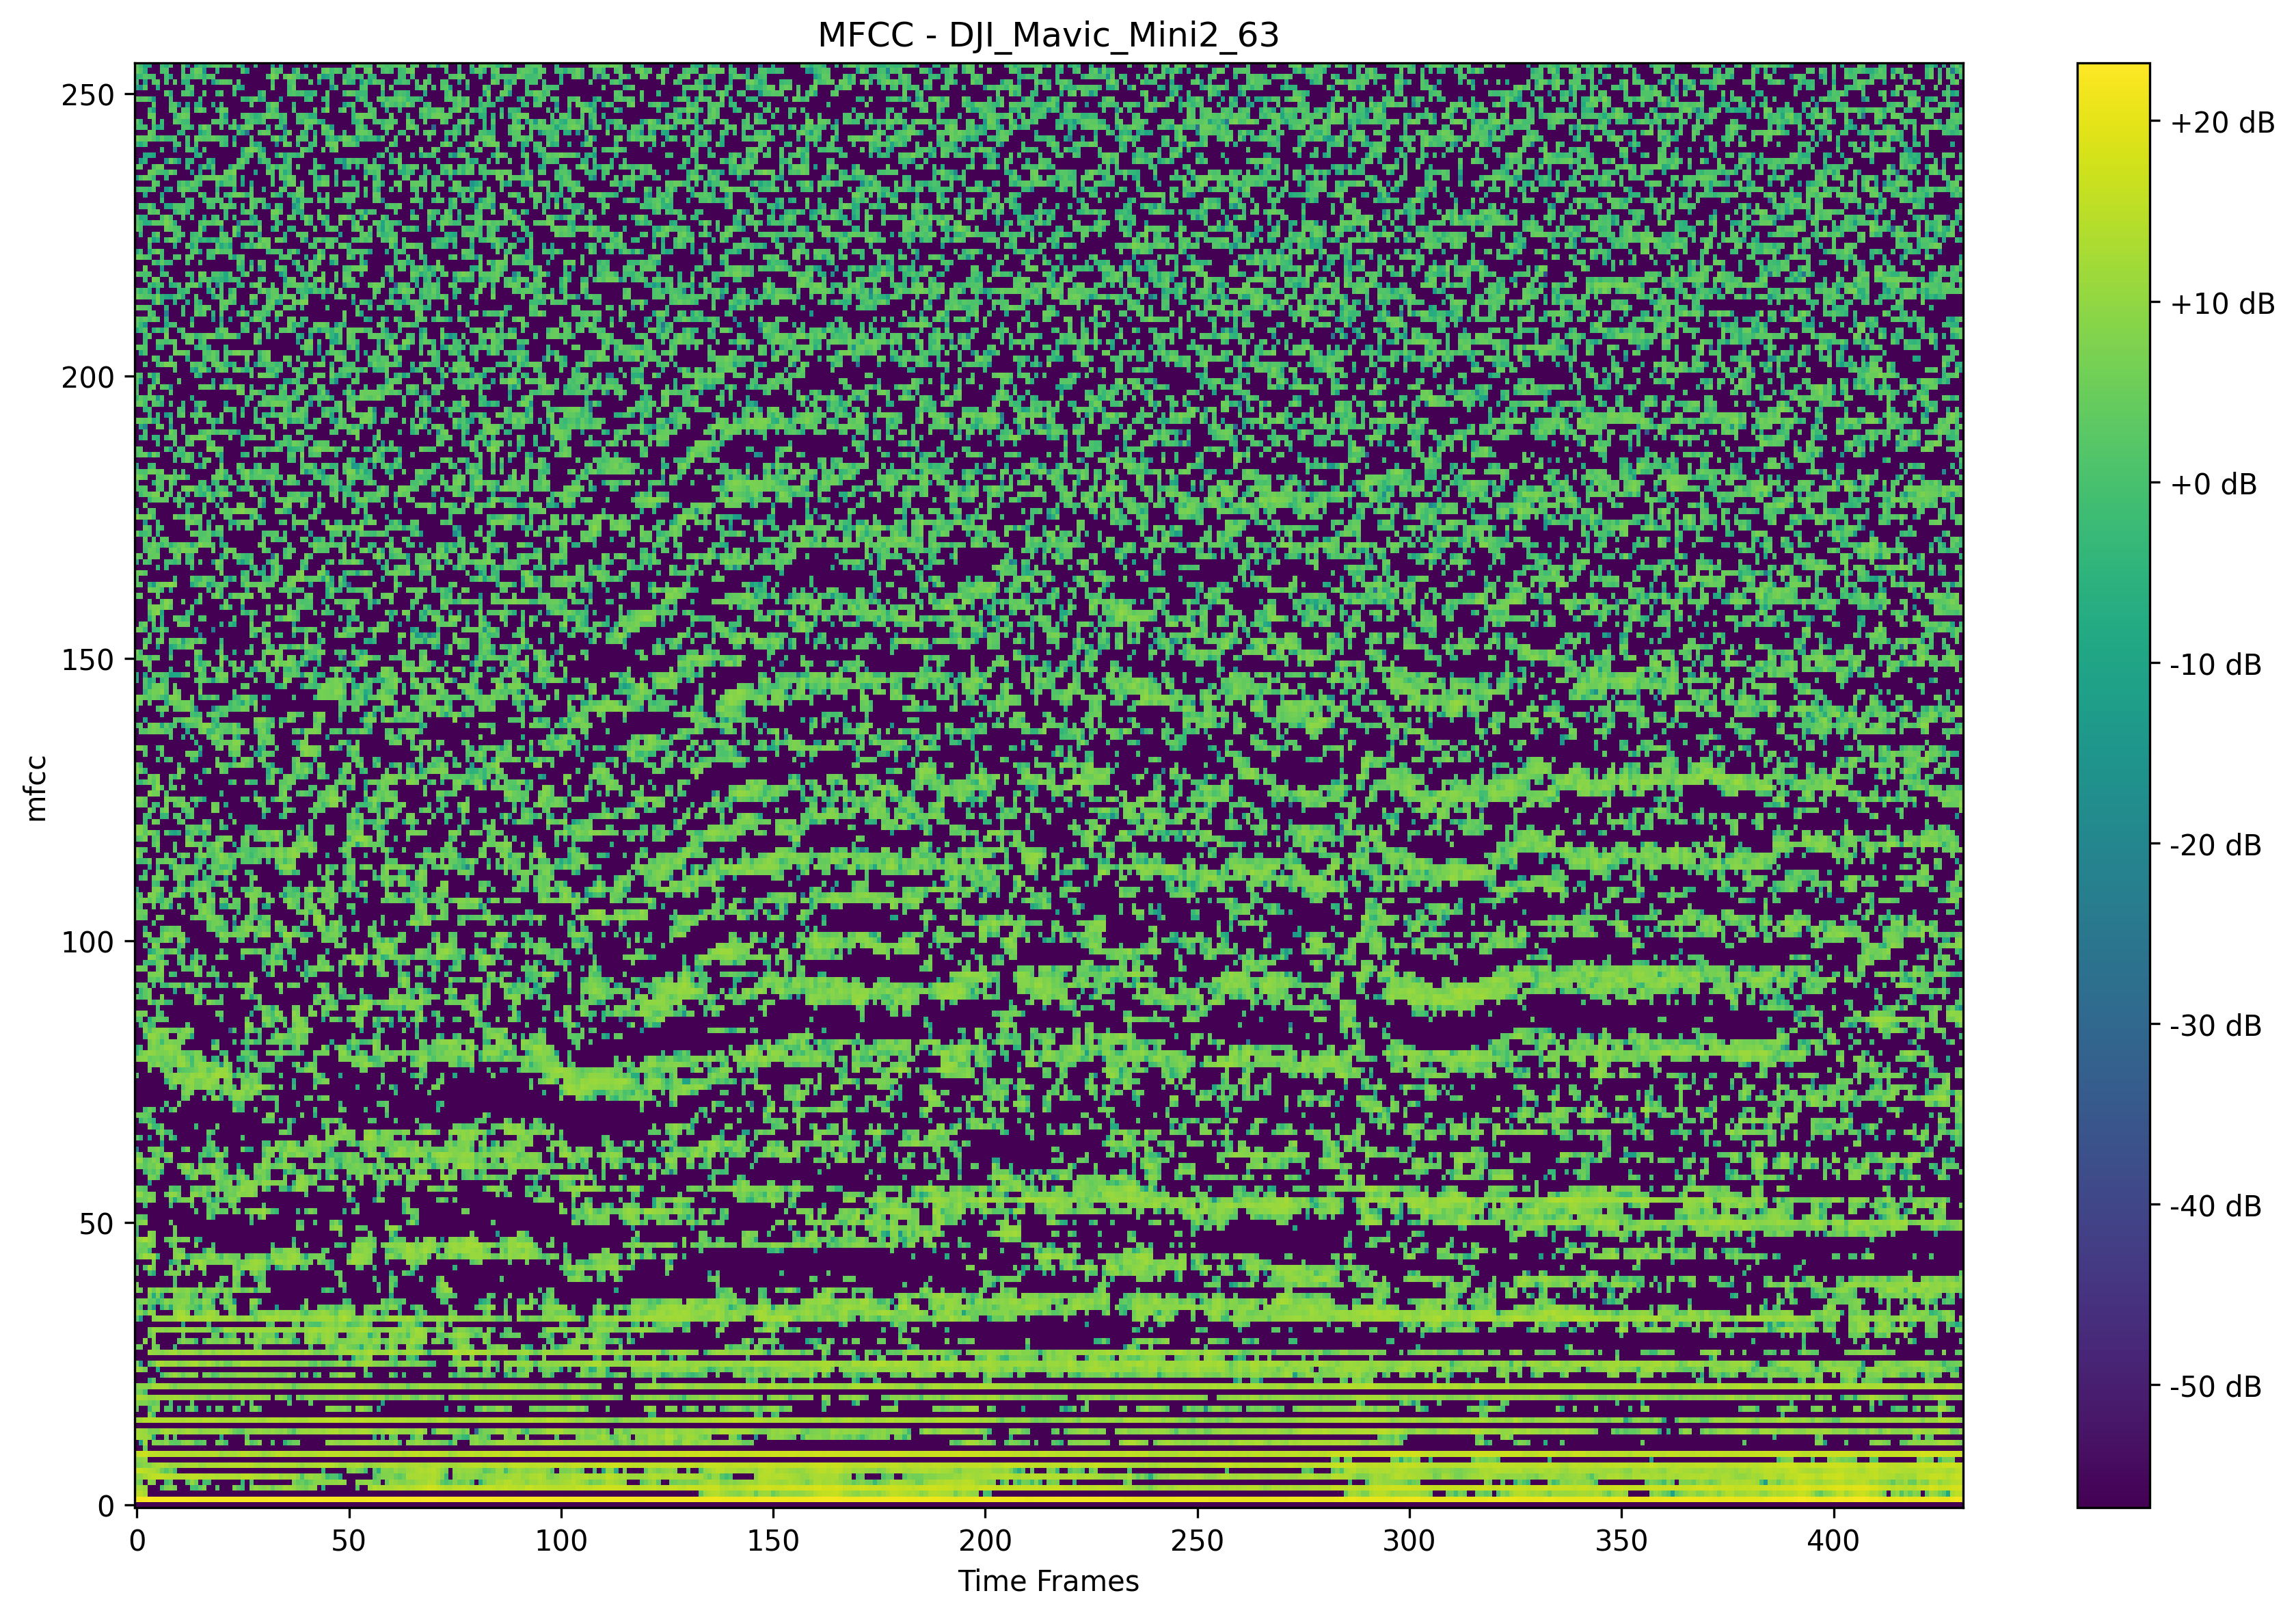 MFCC - DJI_Mavic_Mini2_63
250
200
150
100
50
0
mfcc
0 50 100 150 200 250 300 350 400
Time Frames
+20 dB
+10 dB
+0 dB
-10 dB
-20 dB
-30 dB
-40 dB
-50 dB